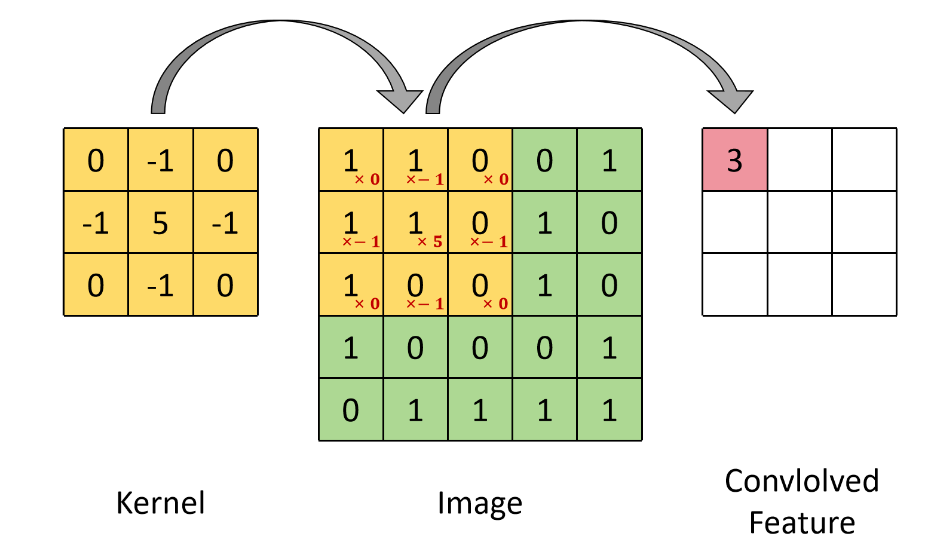 0 -1 0
-1 5 -1
0 -1 0
1 × 0 1 ×− 1 0 × 0 0 1
1 ×− 1 1 × 5 0 ×− 1 1 0
1 × 0 0 ×− 1 0 × 0 1 0
1 0 0 0 1
0 1 1 1 1
3
Kernel
Image
Convlolved
Feature